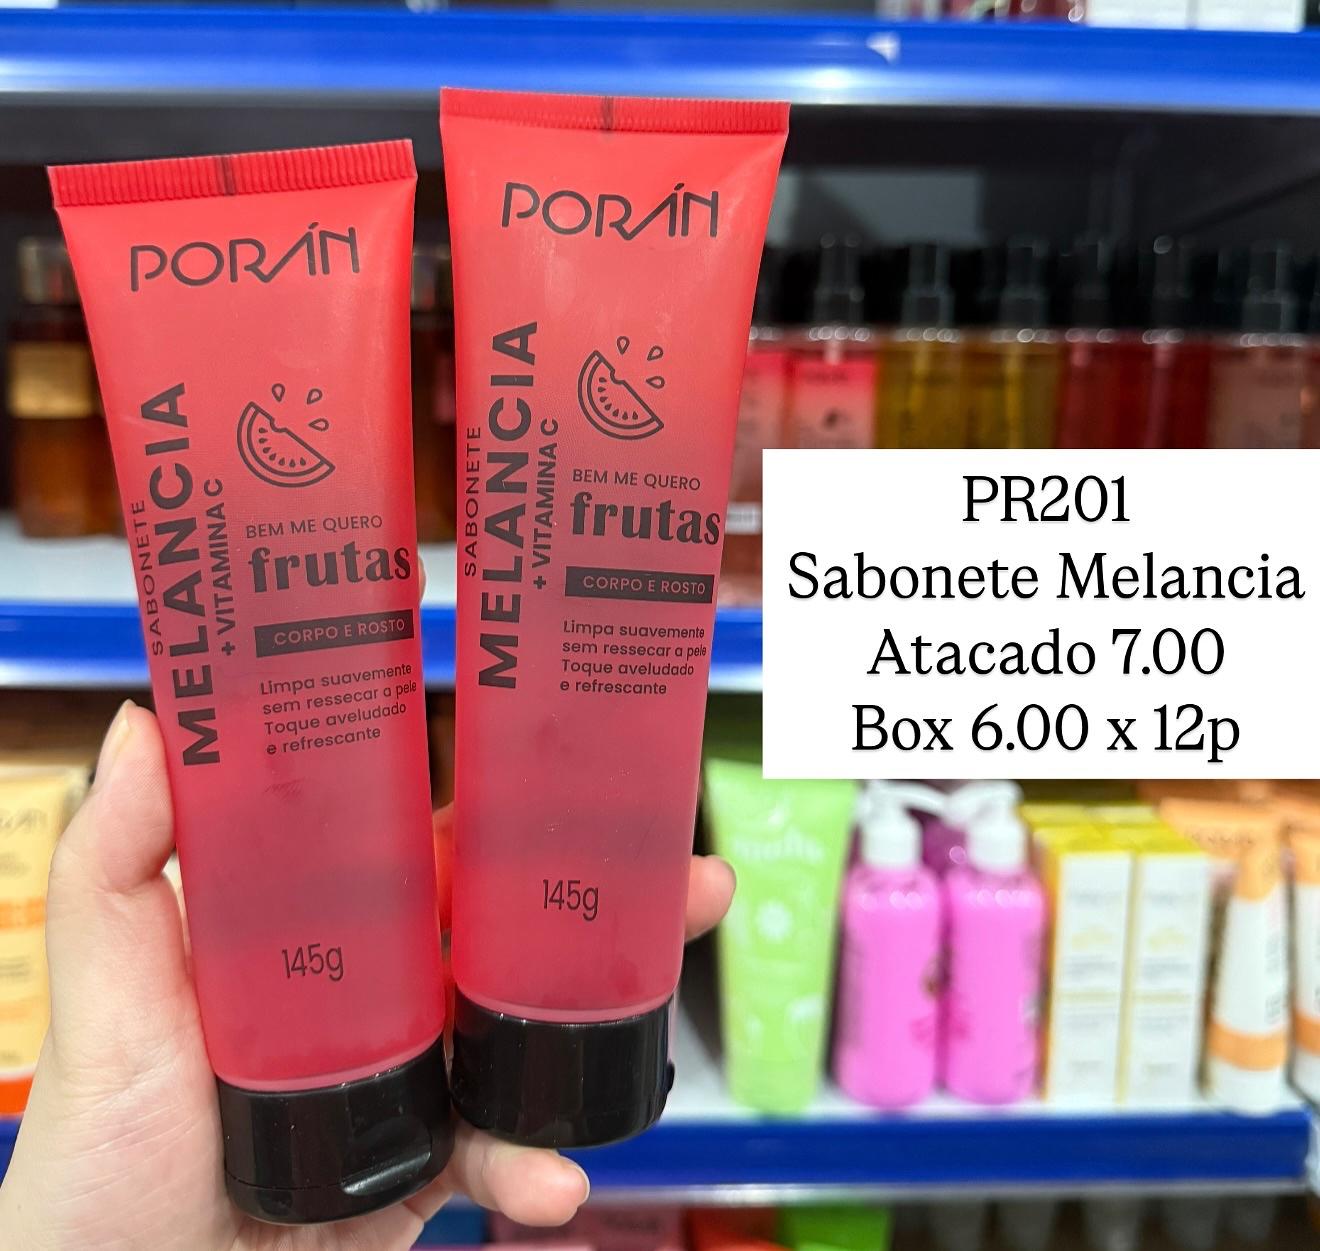 PORÁN
SABONETE
MELANCIA
+ VITAMINA C
BEM ME QUERO
frutas
CORPO E ROSTO
Limpa suavemente
sem ressecar a pele
Toque aveludado
e refrescante
145g
PORÁN
SABONETE
MELANCIA
+ VITAMINA C
BEM ME QUERO
frutas
CORPO E ROSTO
Limpa suavemente
sem ressecar a pele
Toque aveludado
e refrescante
145g
PR201
Sabonete Melancia
Atacado 7.00
Box 6.00 x 12p